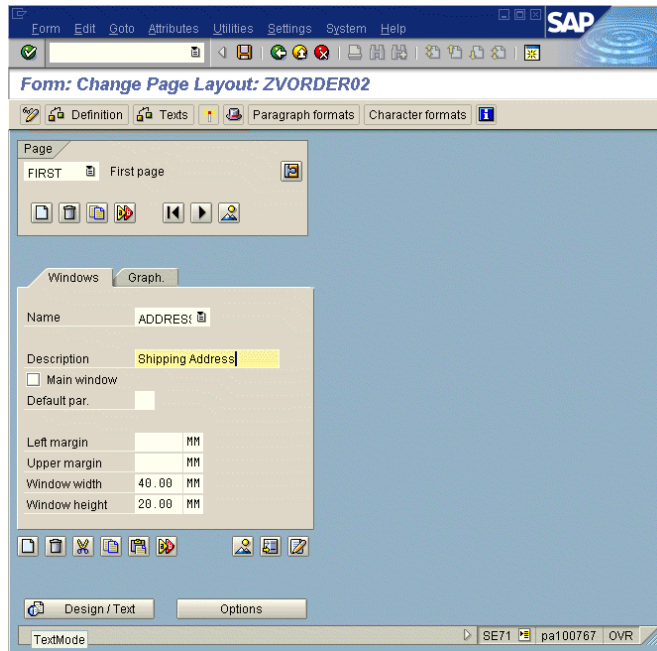 Form Edit Goto Attributes Utilities Settings System Help
SAP
Form: Change Page Layout: ZVORDER02
Definition Texts Paragraph formats Character formats
Page
FIRST First page
Windows Graph.
Name ADDRESS
Description Shipping Address
Main window
Default par.
Left margin MM
Upper margin MM
Window width 40.00 MM
Window height 20.00 MM
Design / Text Options
TextMode SE71 pa100767 OVR